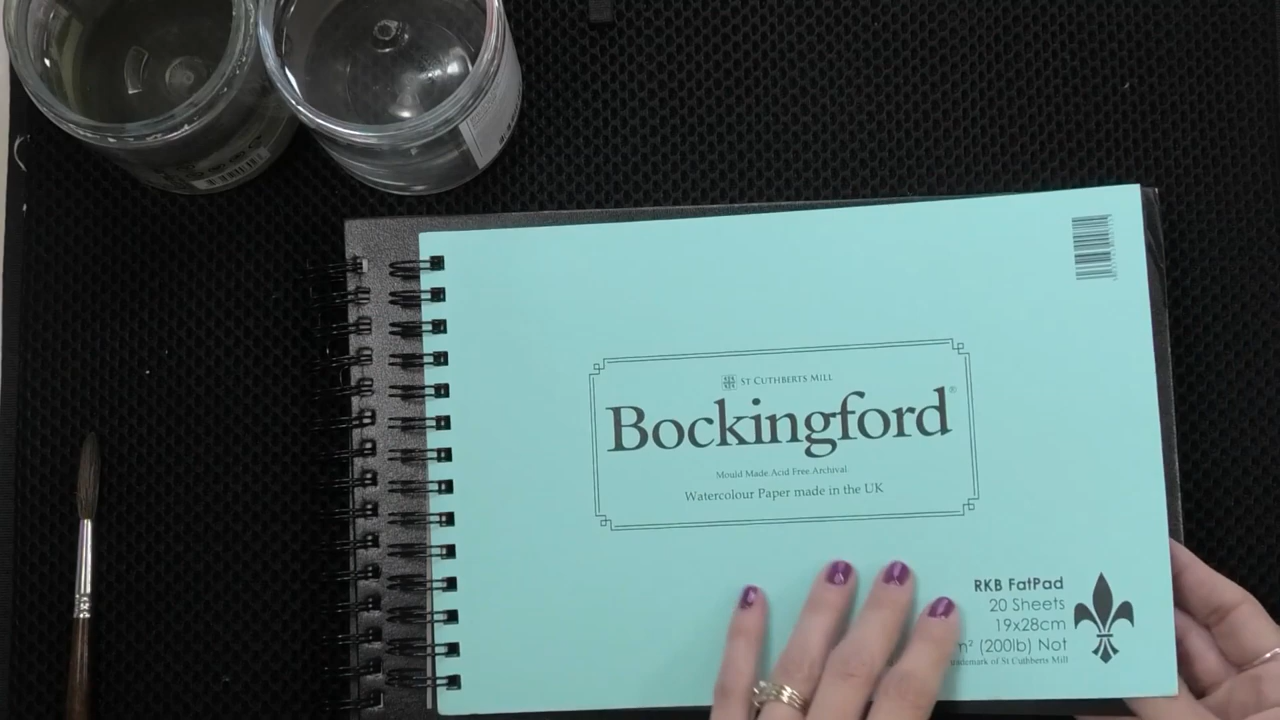 ST CUTHBERTS MILL
Bockingford®
Mould Made Acid Free Archival
Watercolour Paper made in the UK
RKB FatPad
20 Sheets
19x28cm
m² (200lb) Not
trademark of St Cuthberts Mill